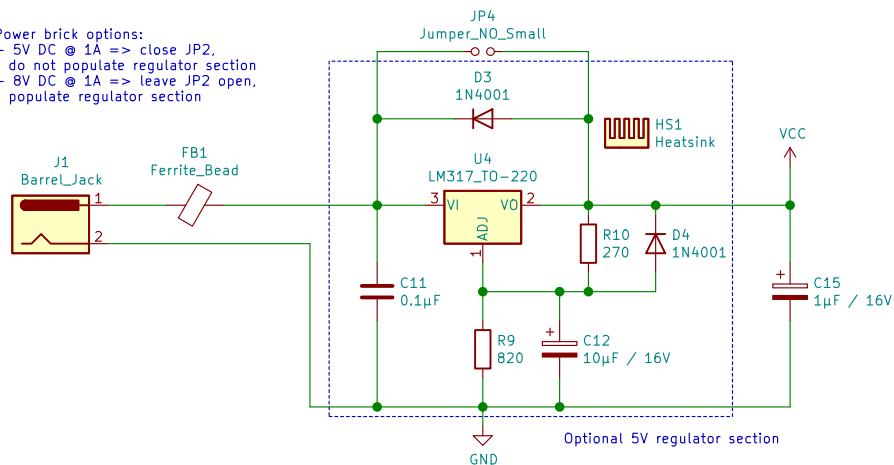 Power brick options:
- 5V DC @ 1A => close JP2,
do not populate regulator section
- 8V DC @ 1A => leave JP2 open,
populate regulator section
JP4
Jumper_NO_Small
D3
1N4001
HS1
Heatsink
VCC
J1
Barrel_Jack
1
2
FB1
Ferrite_Bead
U4
LM317_TO-220
3
VI
VO
2
ADJ
1
R10
270
D4
1N4001
C11
0.1µF
+
C15
1µF / 16V
R9
820
+
C12
10µF / 16V
GND
Optional 5V regulator section